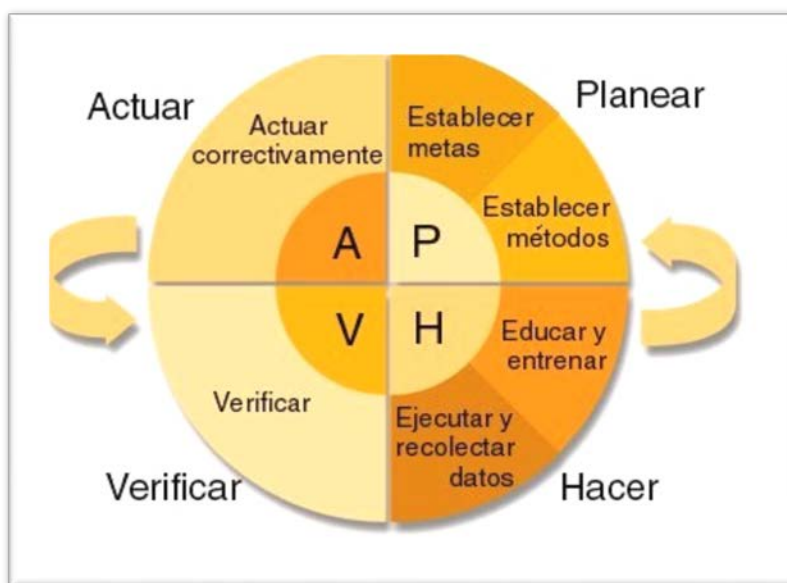 Actuar
Planear
Actuar
correctivamente
Establecer
metas
Establecer
métodos
A
P
V
H
Educar y
entrenar
Verificar
Ejecutar y
recolectar
datos
Verificar
Hacer